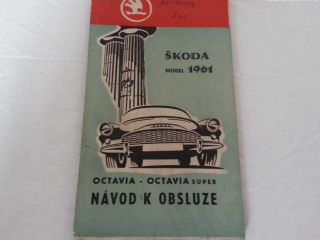 ŠKODA
MODEL 1961
OCTAVIA - OCTAVIA SUPER
NÁVOD K OBSLUZE